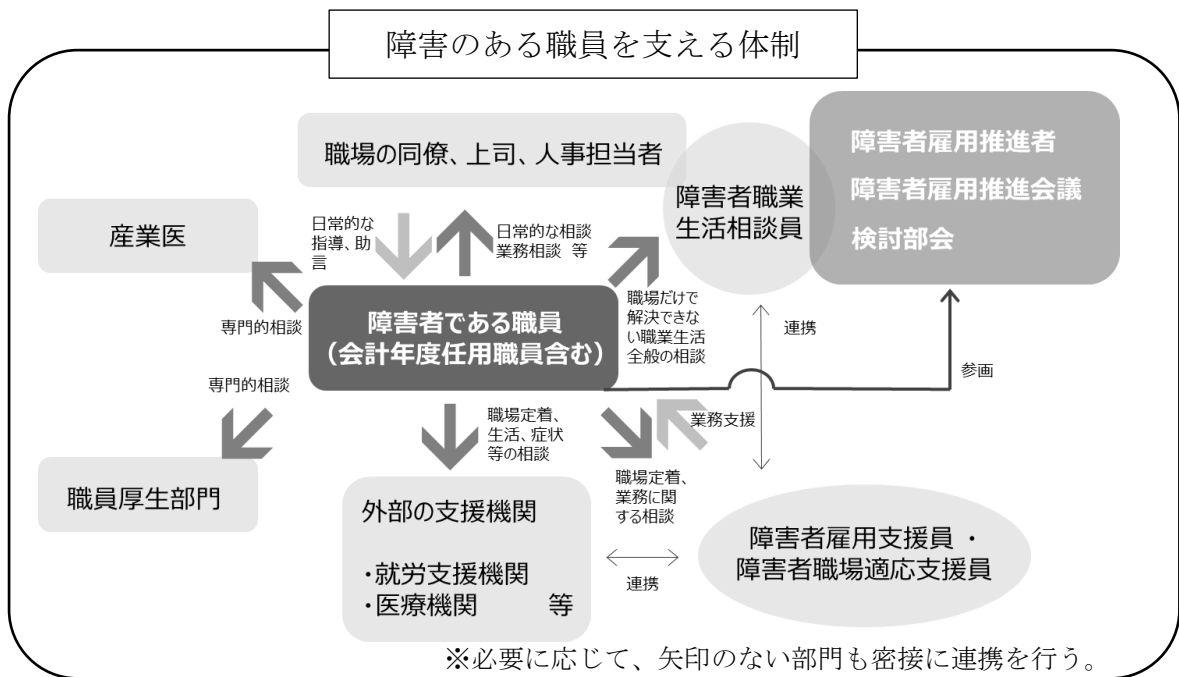 障害のある職員を支える体制
職場の同僚、上司、人事担当者
障害者職業
生活相談員
障害者雇用推進者
障害者雇用推進会議
検討部会
産業医
日常的な
指導、助
言
日常的な相談
業務相談 等
専門的相談
障害者である職員
（会計年度任用職員含む）
職場だけで
解決できな
い職業生活
全般の相談
連携
参画
専門的相談
職員厚生部門
職場定着、
生活、症状
等の相談
業務支援
職場定着、
業務に関
する相談
外部の支援機関
・就労支援機関
・医療機関 等
連携
障害者雇用支援員 ・
障害者職場適応支援員
※必要に応じて、矢印のない部門も密接に連携を行う。